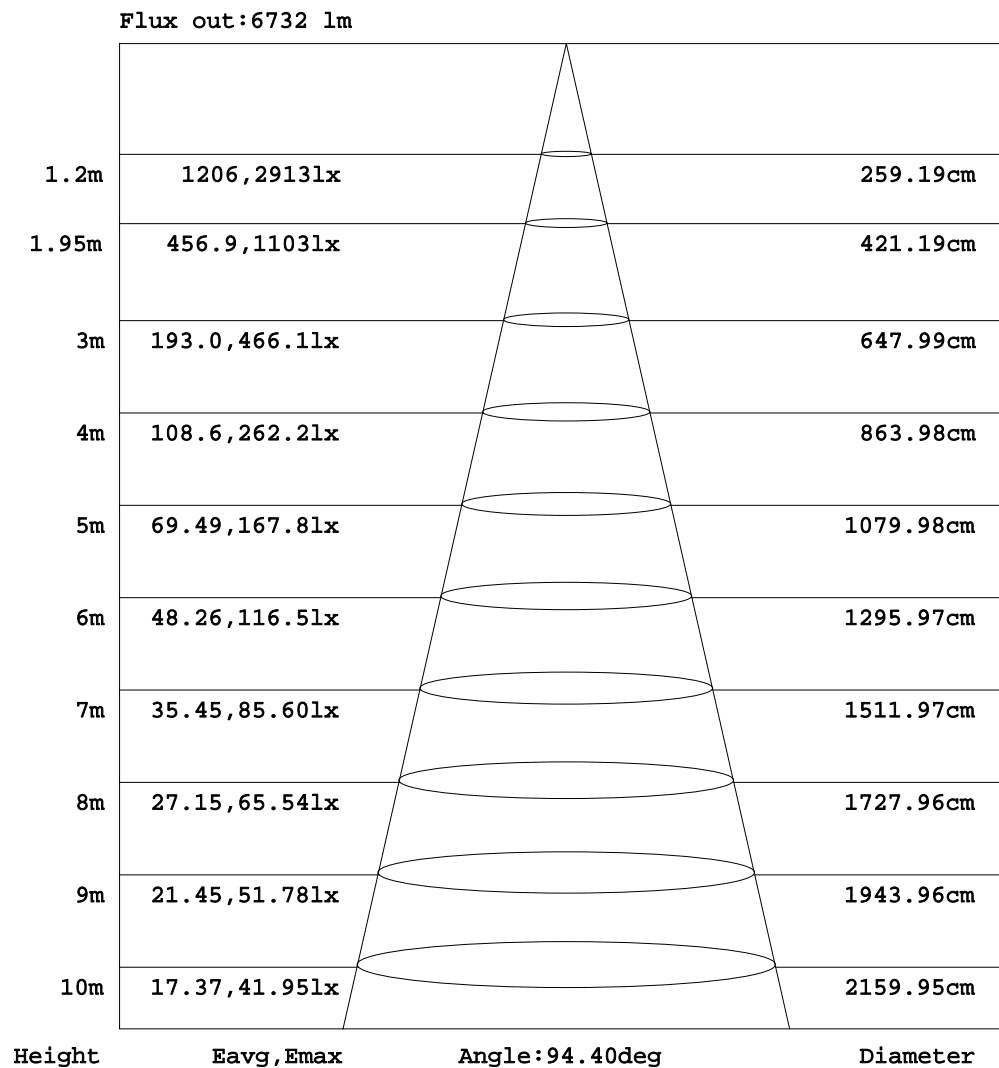 Flux out:6732 lm
1.2m 1206,2913lx 259.19cm
1.95m 456.9,1103lx 421.19cm
3m 193.0,466.1lx 647.99cm
4m 108.6,262.2lx 863.98cm
5m 69.49,167.8lx 1079.98cm
6m 48.26,116.5lx 1295.97cm
7m 35.45,85.60lx 1511.97cm
8m 27.15,65.54lx 1727.96cm
9m 21.45,51.78lx 1943.96cm
10m 17.37,41.95lx 2159.95cm
Height Eavg,Emax Angle:94.40deg Diameter